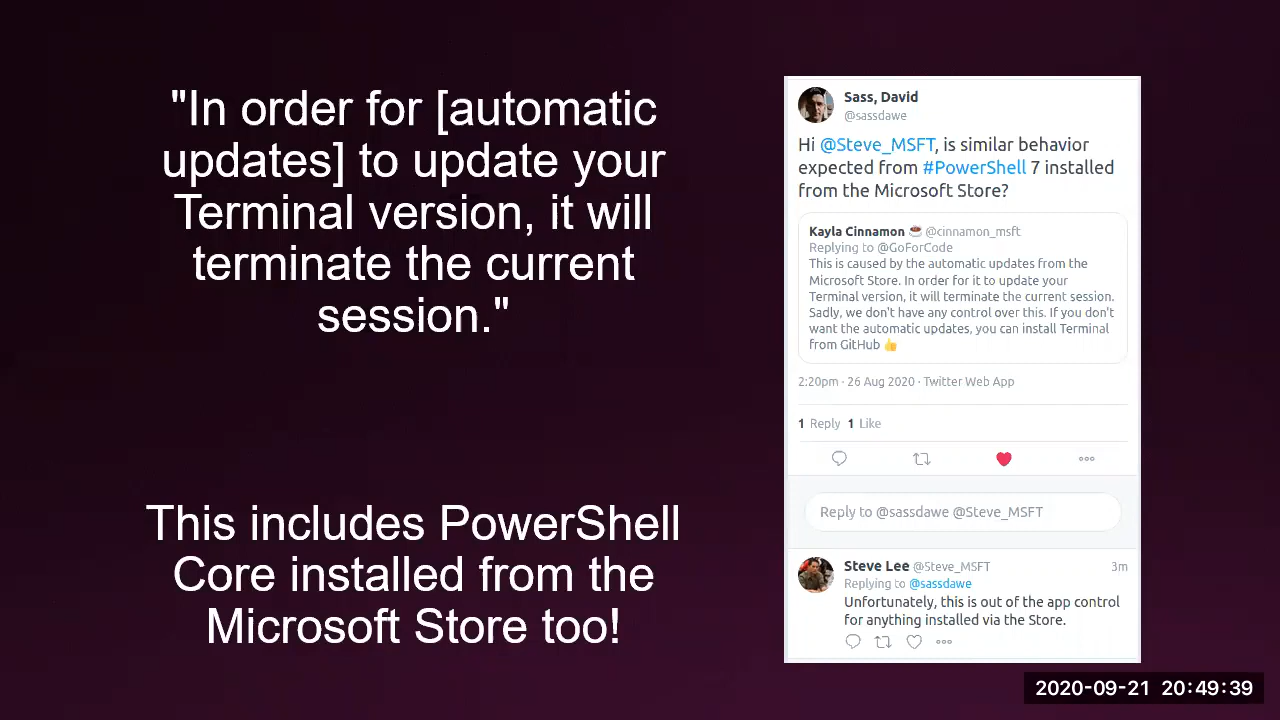 "In order for [automatic
updates] to update your
Terminal version, it will
terminate the current
session."
This includes PowerShell
Core installed from the
Microsoft Store too!
Sass, David
@sassdawe
Hi @Steve_MSFT, is similar behavior
expected from #PowerShell 7 installed
from the Microsoft Store?
Kayla Cinnamon ☕ @cinnamon_msft
Replying to @GoForCode
This is caused by the automatic updates from the
Microsoft Store. In order for it to update your
Terminal version, it will terminate the current session.
Sadly, we don't have any control over this. If you don't
want the automatic updates, you can install Terminal
from GitHub 👍
2:20pm · 26 Aug 2020 · Twitter Web App
1 Reply 1 Like
Reply to @sassdawe @Steve_MSFT
Steve Lee @Steve_MSFT 3m
Replying to @sassdawe
Unfortunately, this is out of the app control
for anything installed via the Store.
2020-09-21 20:49:39